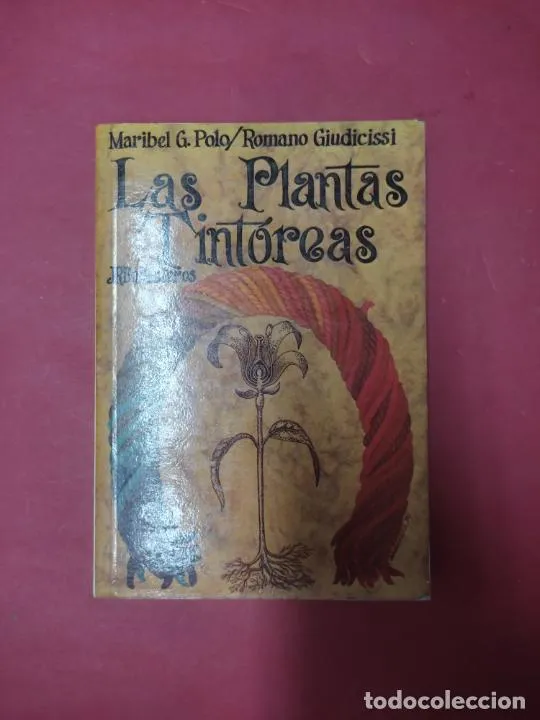 Maribel G. Polo/Romano Giudicissi
Las Plantas
Tintóreas
todocoleccion